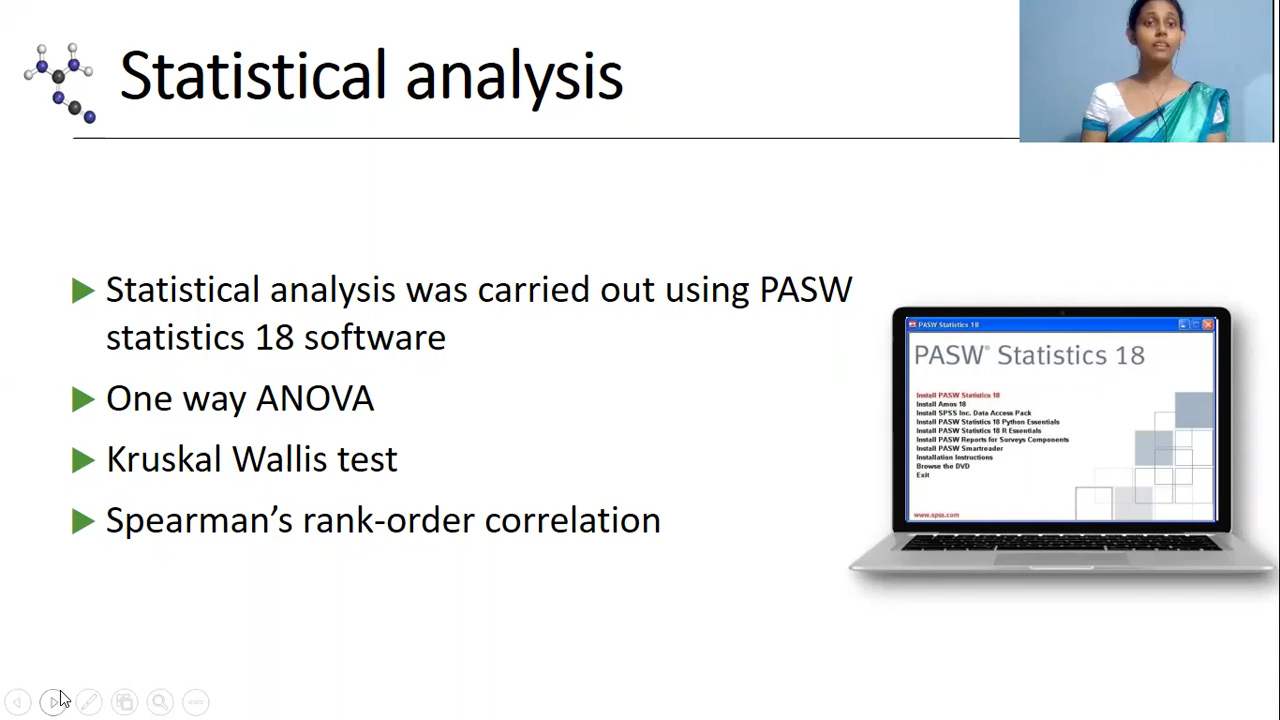 Statistical analysis
Statistical analysis was carried out using PASW
statistics 18 software
One way ANOVA
Kruskal Wallis test
Spearman’s rank-order correlation
PASW Statistics 18
PASW® Statistics 18
Install PASW Statistics 18
Install Amos 18
Install SPSS Inc. Data Access Pack
Install PASW Statistics 18 Python Essentials
Install PASW Statistics 18 R Essentials
Install PASW Reports for Surveys Components
Install PASW Smartreader
Installation Instructions
Browse the DVD
Exit
www.spss.com